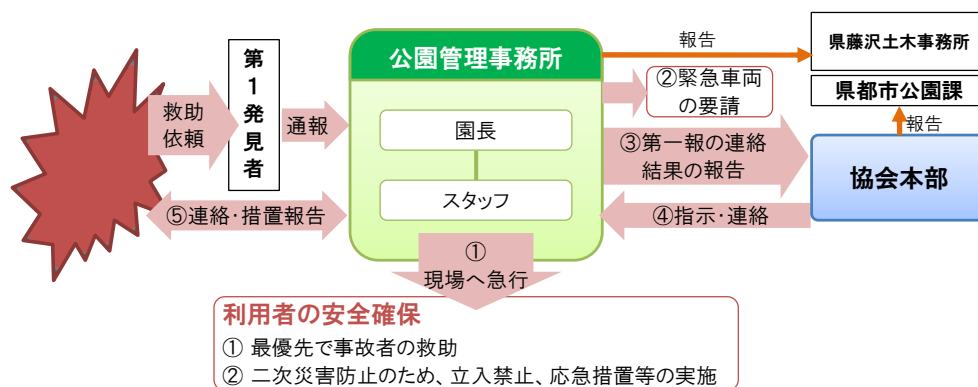 救助
依頼
第1発見者
通報
公園管理事務所
園長
スタッフ
報告
県藤沢土木事務所
県都市公園課
報告
②緊急車両
の要請
③第一報の連絡
結果の報告
協会本部
④指示・連絡
⑤連絡・措置報告
①
現場へ急行
利用者の安全確保
① 最優先で事故者の救助
② 二次災害防止のため、立入禁止、応急措置等の実施